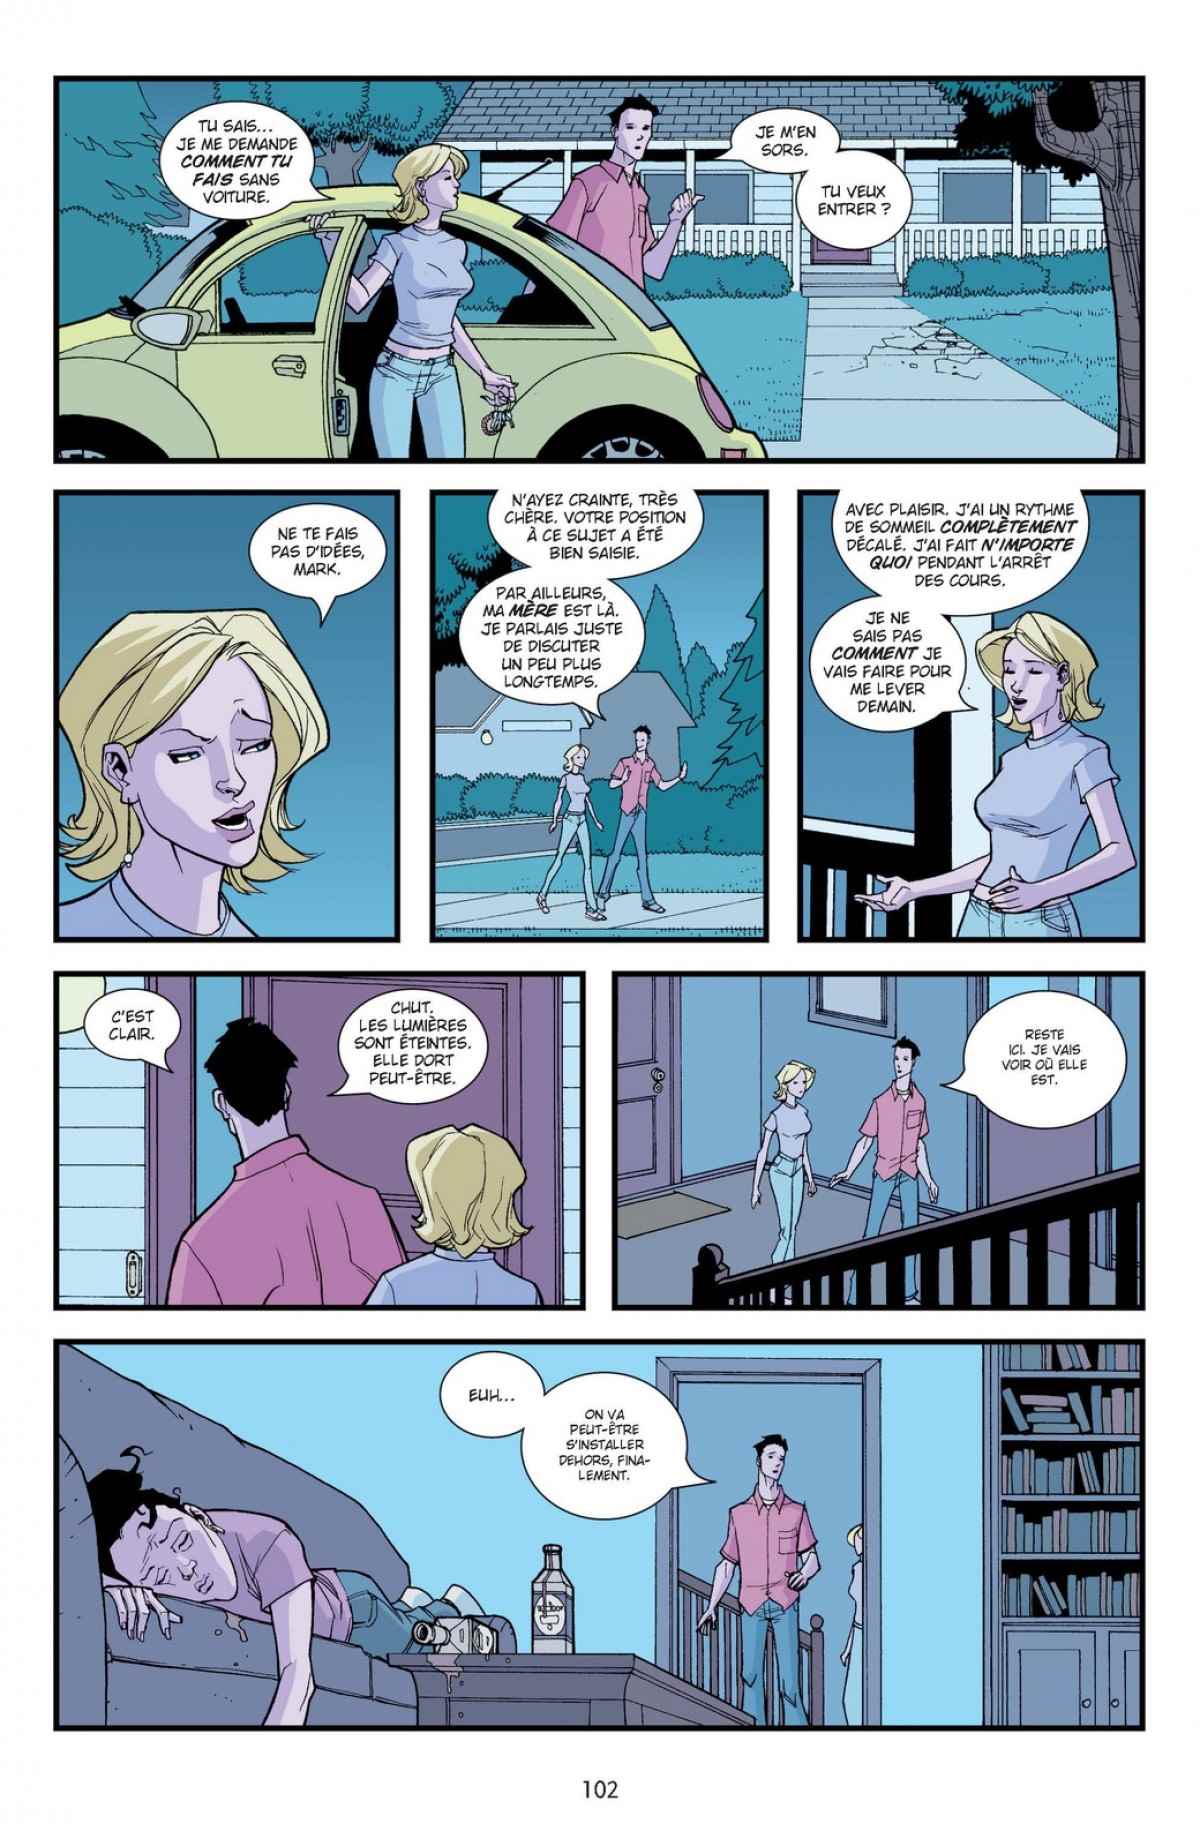 TU SAIS...
JE ME DEMANDE
COMMENT TU
FAIS SANS
VOITURE.
JE M'EN
SORS.
TU VEUX
ENTRER ?
NE TE FAIS
PAS D'IDÉES,
MARK.
N'AYEZ CRAINTE, TRÈS
CHÈRE. VOTRE POSITION
À CE SUJET A ÉTÉ
BIEN SAISIE.
PAR AILLEURS,
MA MÈRE EST LÀ.
JE PARLAIS JUSTE
DE DISCUTER
UN PEU PLUS
LONGTEMPS.
AVEC PLAISIR. J'AI UN RYTHME
DE SOMMEIL COMPLÈTEMENT
DÉCALÉ. J'AI FAIT N'IMPORTE
QUOI PENDANT L'ARRÊT
DES COURS.
JE NE
SAIS PAS
COMMENT JE
VAIS FAIRE POUR
ME LEVER
DEMAIN.
C'EST
CLAIR.
CHUT.
LES LUMIÈRES
SONT ÉTEINTES.
ELLE DORT
PEUT-ÊTRE.
RESTE
ICI. JE VAIS
VOIR OÙ ELLE
EST.
EUH...
ON VA
PEUT-ÊTRE
S'INSTALLER
DEHORS, FINA-
LEMENT.
102